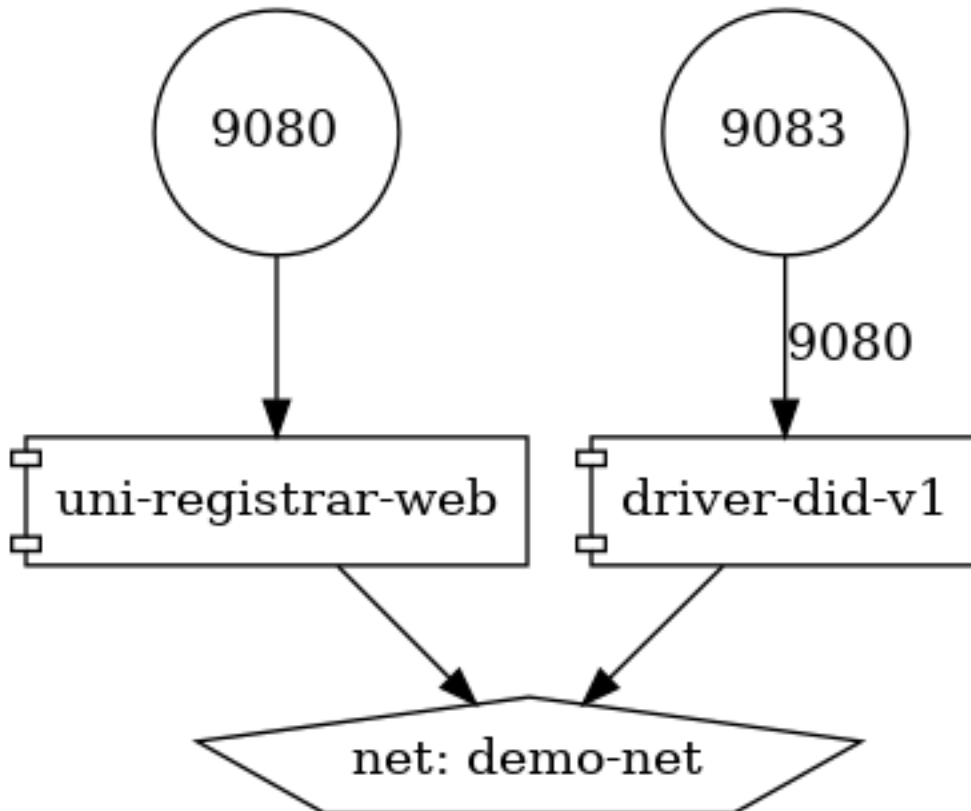 9080
9083
9080
uni-registrar-web
driver-did-v1
net: demo-net